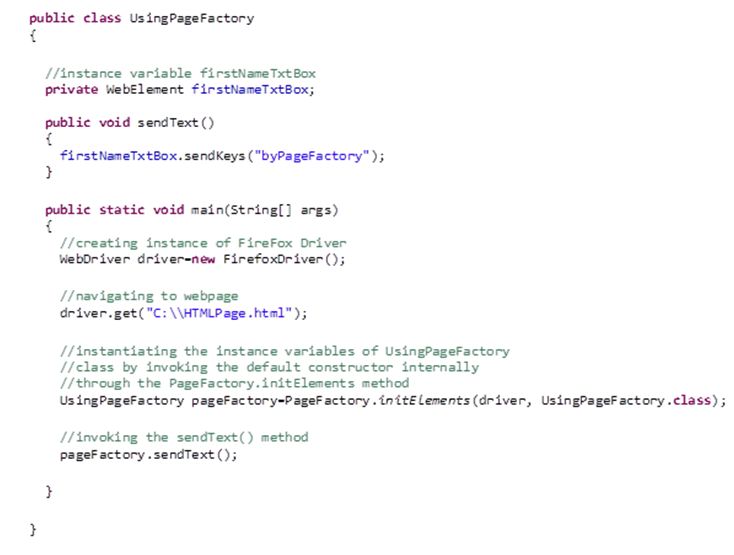 public class UsingPageFactory
{
//instance variable firstNameTxtBox
private WebElement firstNameTxtBox;
public void sendText()
{
firstNameTxtBox.sendKeys("byPageFactory");
}
public static void main(String[] args)
{
//creating instance of FireFox Driver
WebDriver driver=new FirefoxDriver();
//navigating to webpage
driver.get("C:\\HTMLPage.html");
//instantiating the instance variables of UsingPageFactory
//class by invoking the default constructor internally
//through the PageFactory.initElements method
UsingPageFactory pageFactory=PageFactory.initElements(driver, UsingPageFactory.class);
//invoking the sendText() method
pageFactory.sendText();
}
}